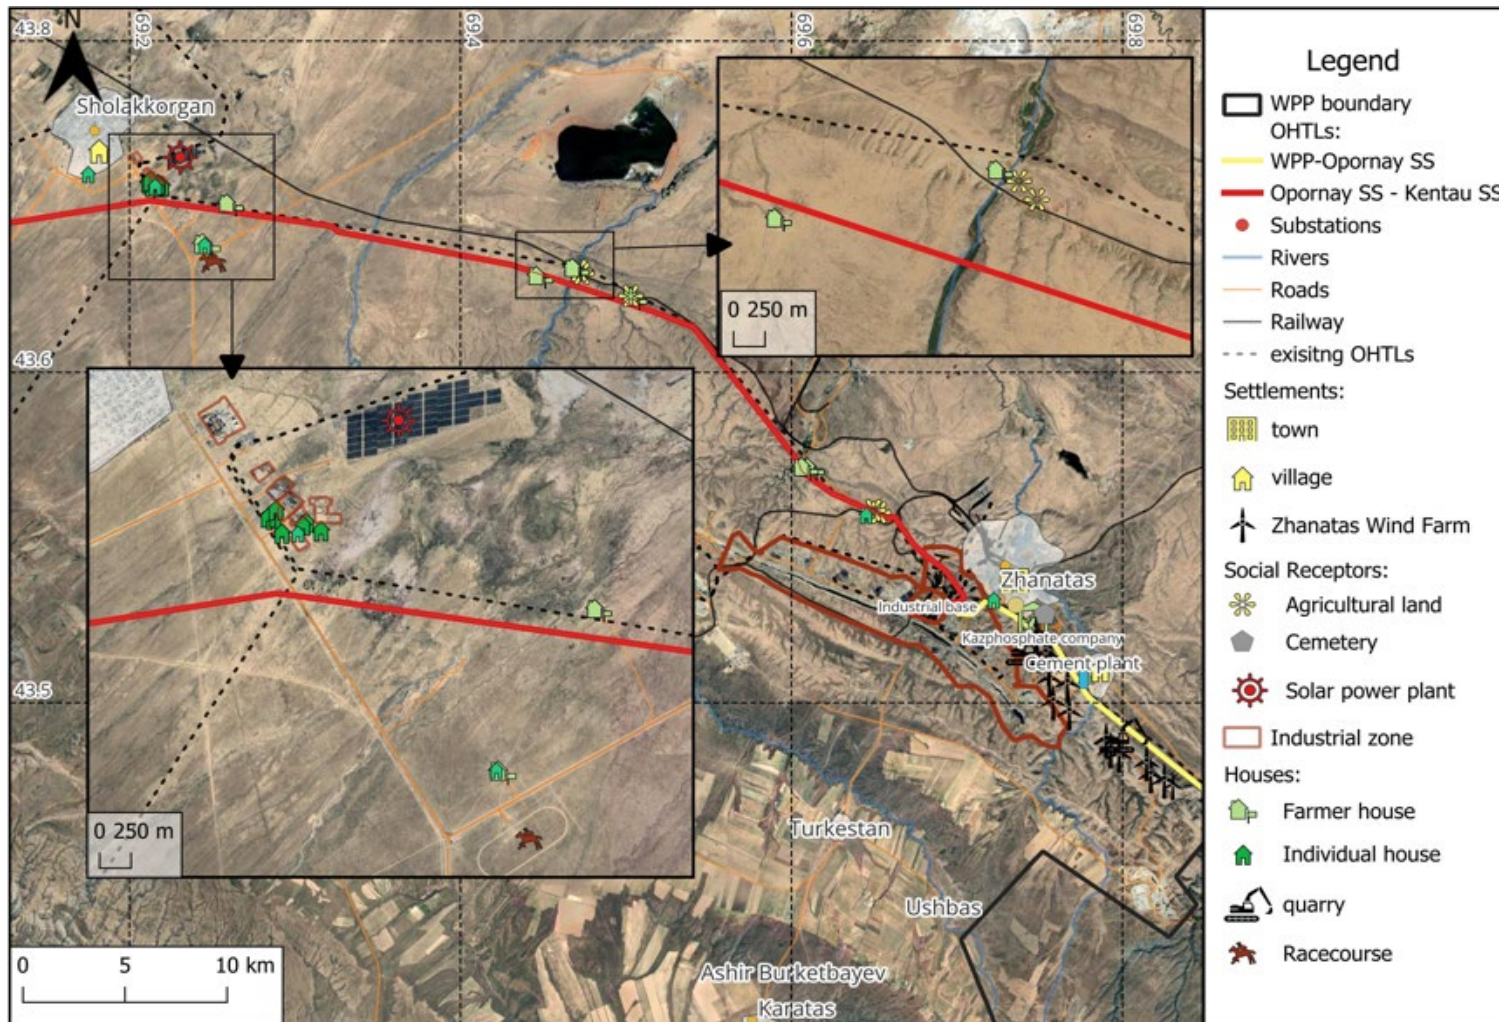 43.8
N
69.2
69.4
69.6
69.8
Sholakkorgan
0 250 m
43.6
0 250 m
43.5
Zhanatas
Industrial base
Kazphosphate company
Cement plant
Turkestan
Ushbas
Ashir Burketbayev
Karatas
0 5 10 km
Legend
WPP boundary
OHTLs:
WPP-Opornay SS
Opornay SS - Kentau SS
Substations
Rivers
Roads
Railway
exisitng OHTLs
Settlements:
town
village
Zhanatas Wind Farm
Social Receptors:
Agricultural land
Cemetery
Solar power plant
Industrial zone
Houses:
Farmer house
Individual house
quarry
Racecourse